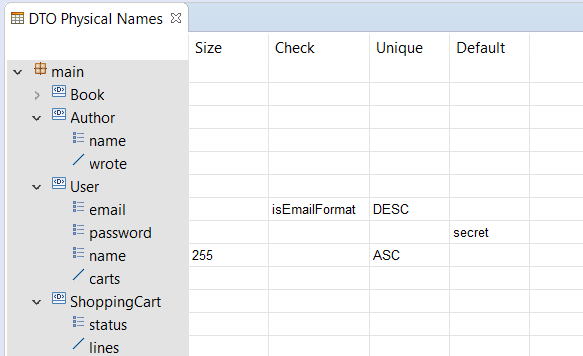 DTO Physical Names
Size Check Unique Default
main
Book
Author
name
wrote
User
email isEmailFormat DESC
password secret
name 255 ASC
carts
ShoppingCart
status
lines